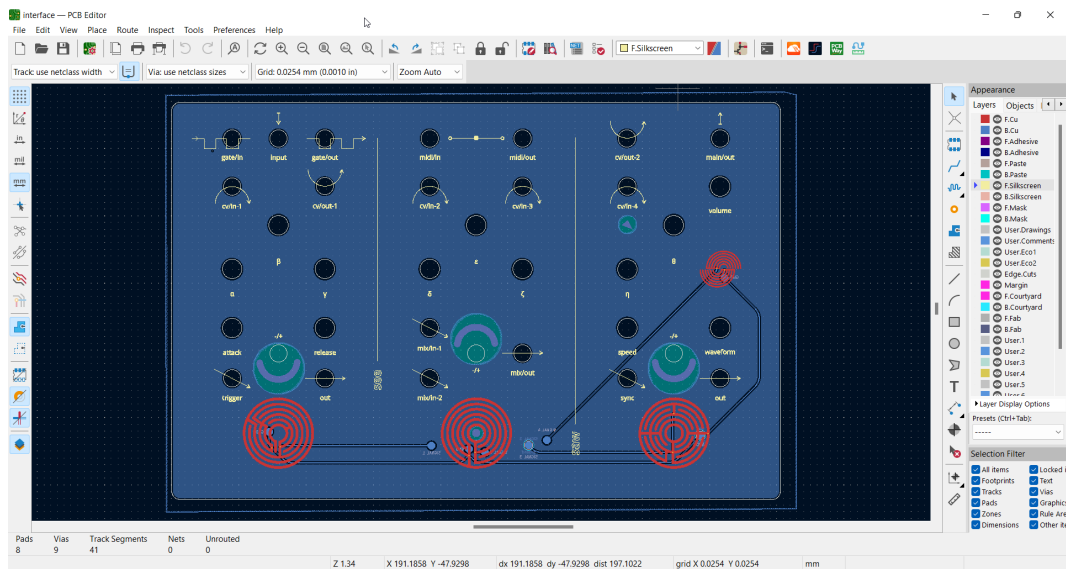 interface — PCB Editor
File Edit View Place Route Inspect Tools Preferences Help
F.Silkscreen
Track: use netclass width Via: use netclass sizes Grid: 0.0254 mm (0.0010 in) Zoom Auto
in
mil
mm
Appearance
Layers Objects
F.Cu
B.Cu
F.Adhesive
B.Adhesive
F.Paste
B.Paste
F.Silkscreen
B.Silkscreen
F.Mask
B.Mask
User.Drawings
User.Comments
User.Eco1
User.Eco2
Edge.Cuts
Margin
F.Courtyard
B.Courtyard
F.Fab
B.Fab
User.1
User.2
User.3
User.4
User.5
Layer Display Options
Presets (Ctrl+Tab):
-----
Selection Filter
All items Locked i
Footprints Text
Tracks Vias
Pads Graphics
Zones Rule Are
Dimensions Other ite
gate/in input gate/out midi/in midi/out cv/out-2 main/out
cv/in-1 cv/out-1 cv/in-2 cv/in-3 cv/in-4 volume
β ε θ
α γ δ ζ η
-/+ -/+
attack release mix/in-1 speed waveform
-/+ mix/out
trigger out mix/in-2 sync out
Pads Vias Track Segments Nets Unrouted
8 9 41 0 0
Z 1.34 X 191.1858 Y -47.9298 dx 191.1858 dy -47.9298 dist 197.1022 grid X 0.0254 Y 0.0254 mm